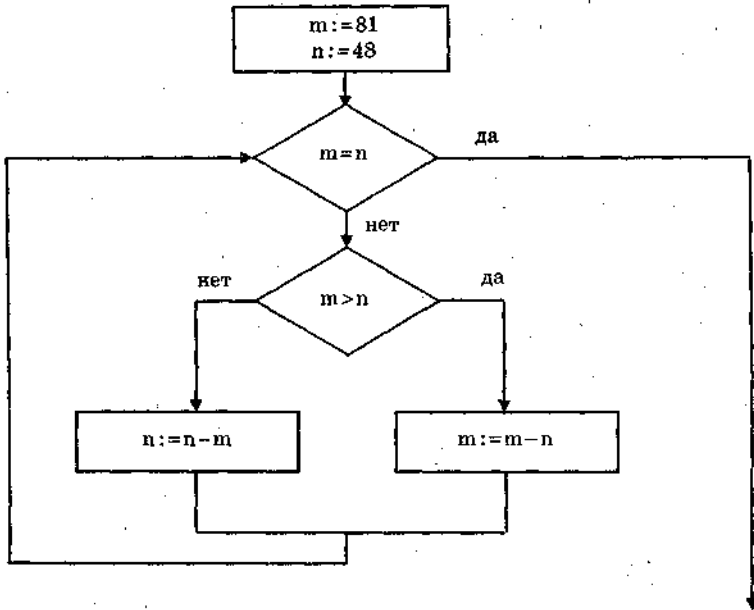 m:=81
n:=48
m=n
да
нет
нет
m>n
да
n:=n-m
m:=m-n